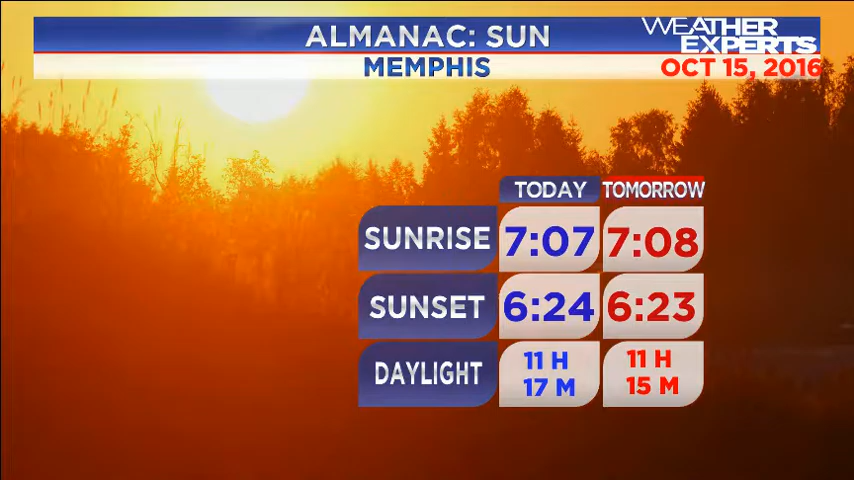 ALMANAC: SUN
WEATHER
EXPERTS
MEMPHIS
OCT 15, 2016
TODAY TOMORROW
SUNRISE 7:07 7:08
SUNSET 6:24 6:23
DAYLIGHT 11 H 17 M 11 H 15 M